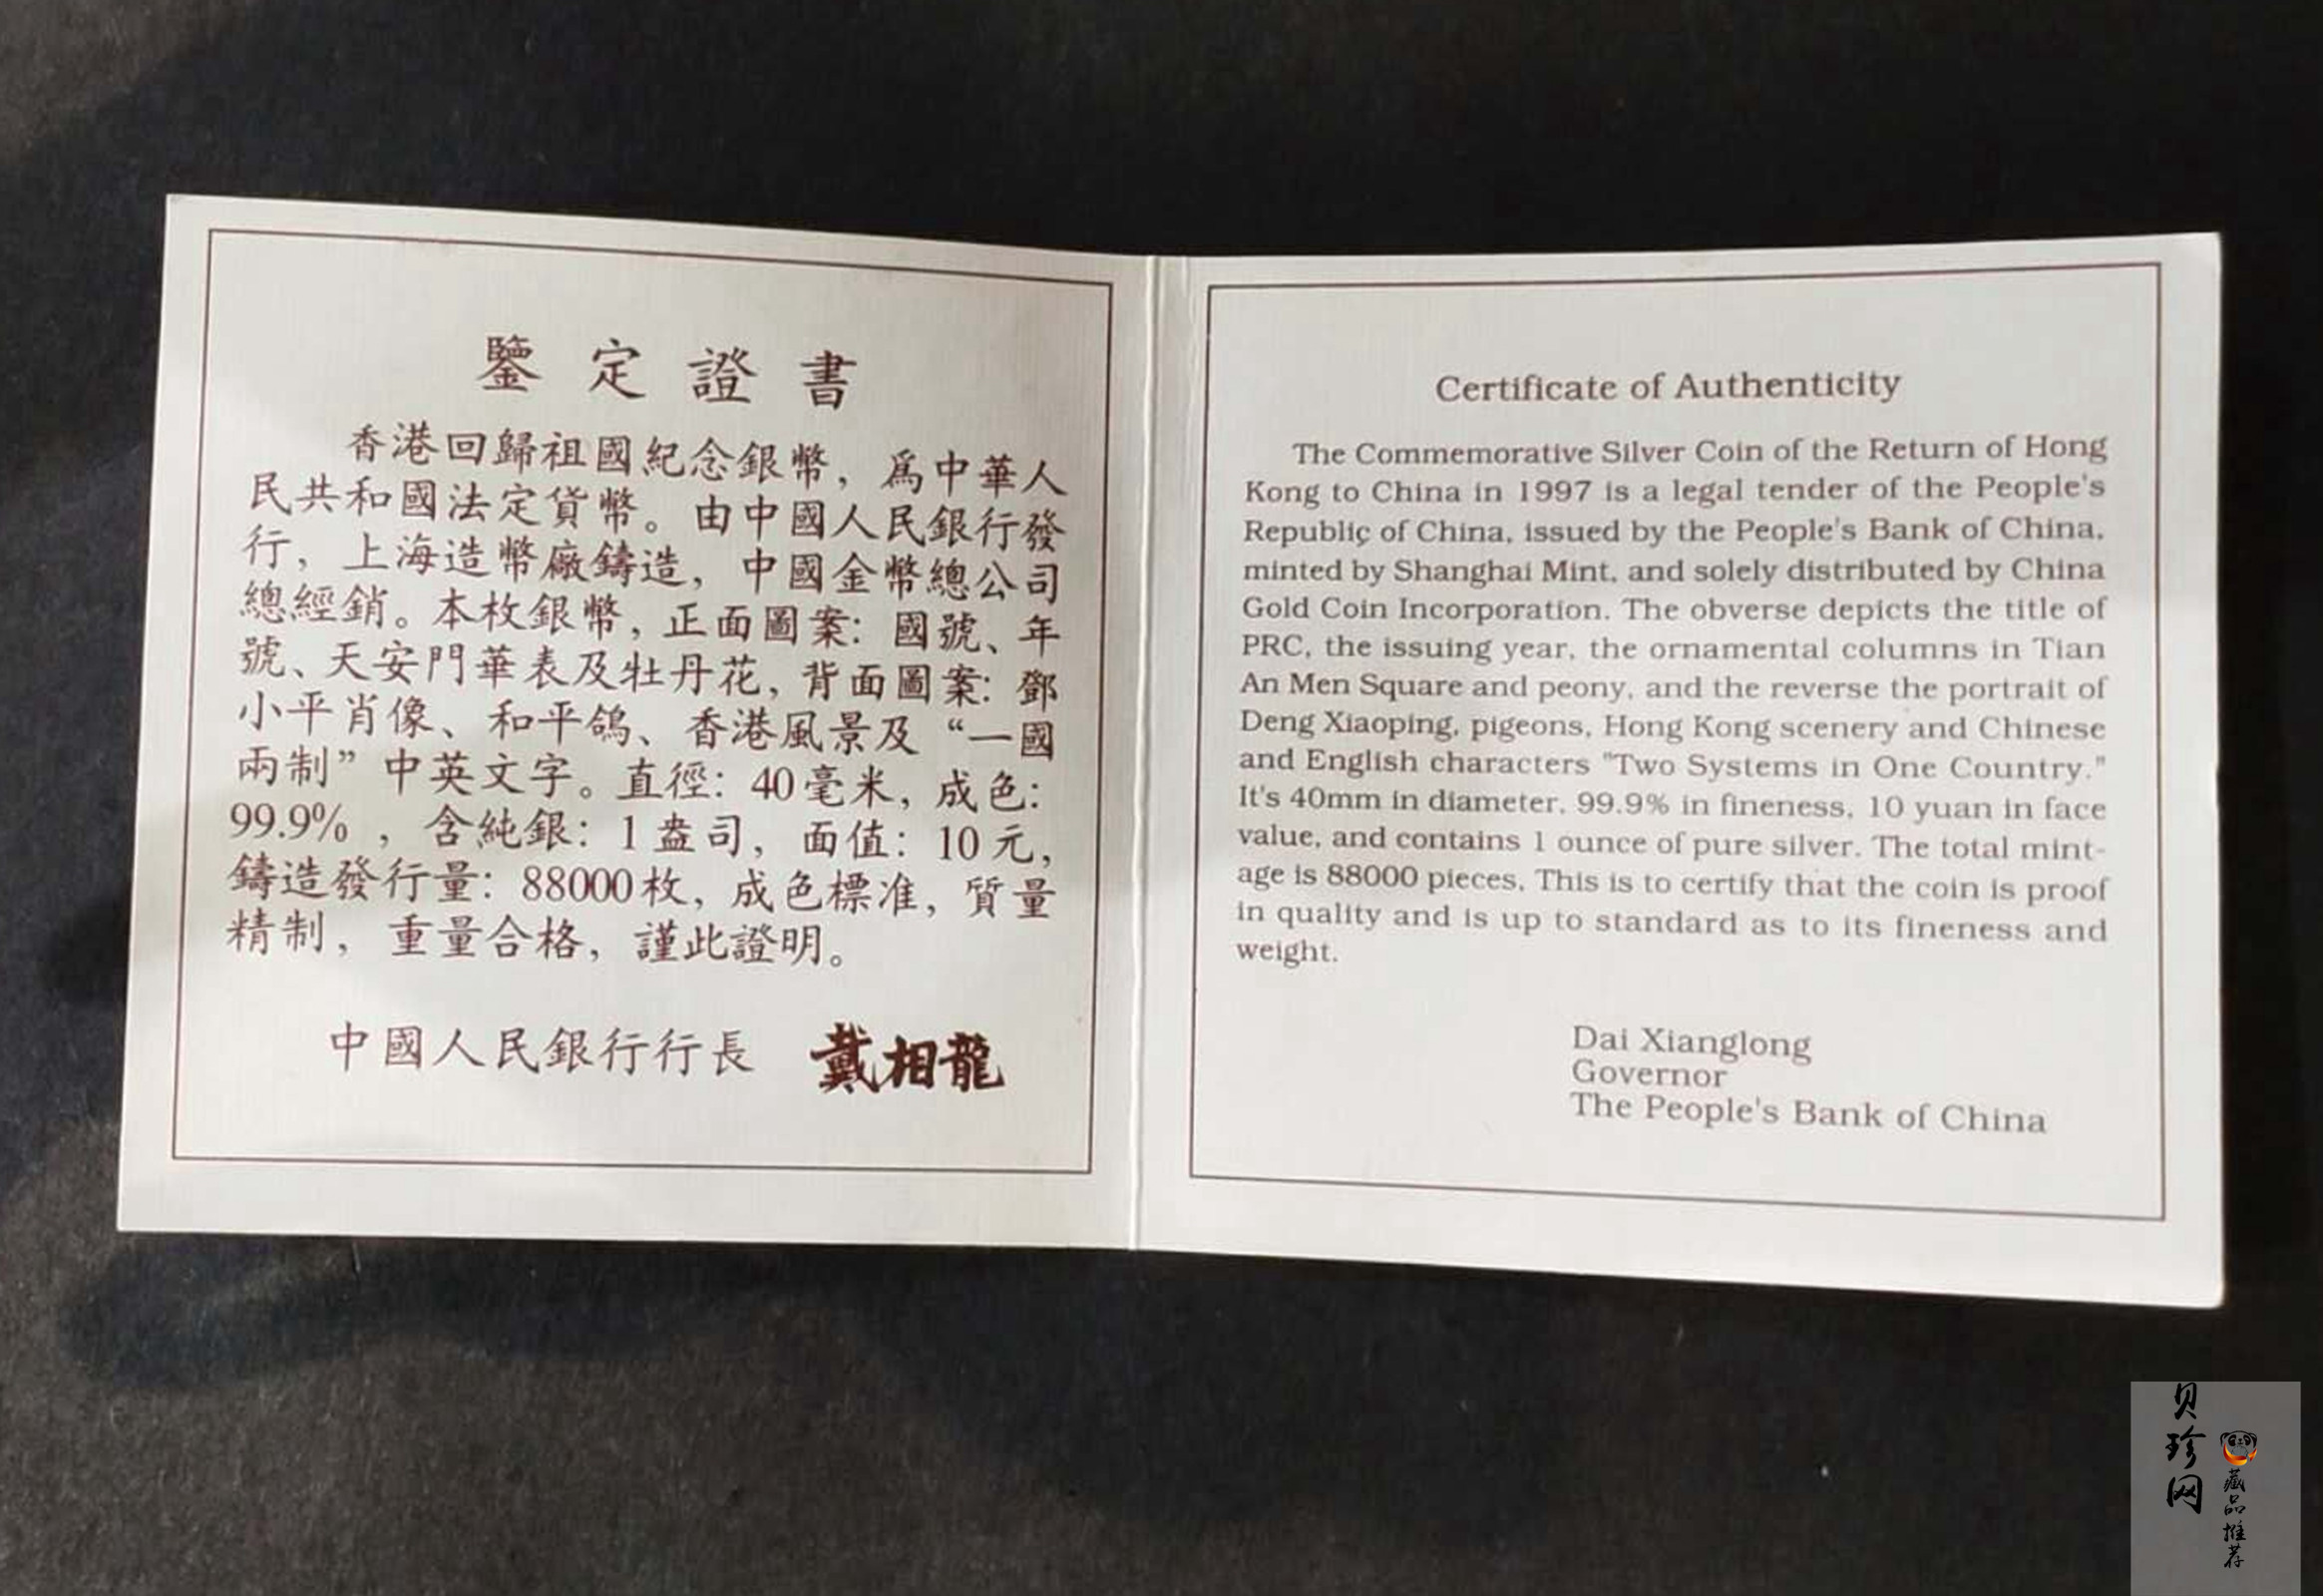 鑒定證書
香港回歸祖國紀念銀幣，爲中華人
民共和國法定貨幣。由中國人民銀行發
行，上海造幣廠鑄造，中國金幣總公司
總經銷。本枚銀幣，正面圖案：國號、年
號、天安門華表及牡丹花，背面圖案：鄧
小平肖像、和平鴿、香港風景及“一國
兩制”中英文字。直徑：40毫米，成色：
99.9%，含純銀：1盎司，面值：10元，
鑄造發行量：88000枚，成色標准，質量
精制，重量合格，謹此證明。
中國人民銀行行長 戴相龍
Certificate of Authenticity
The Commemorative Silver Coin of the Return of Hong
Kong to China in 1997 is a legal tender of the People's
Republic of China, issued by the People's Bank of China,
minted by Shanghai Mint, and solely distributed by China
Gold Coin Incorporation. The obverse depicts the title of
PRC, the issuing year, the ornamental columns in Tian
An Men Square and peony, and the reverse the portrait of
Deng Xiaoping, pigeons, Hong Kong scenery and Chinese
and English characters "Two Systems in One Country."
It's 40mm in diameter, 99.9% in fineness, 10 yuan in face
value, and contains 1 ounce of pure silver. The total mint-
age is 88000 pieces. This is to certify that the coin is proof
in quality and is up to standard as to its fineness and
weight.
Dai Xianglong
Governor
The People's Bank of China
贝珍网
藏品推荐